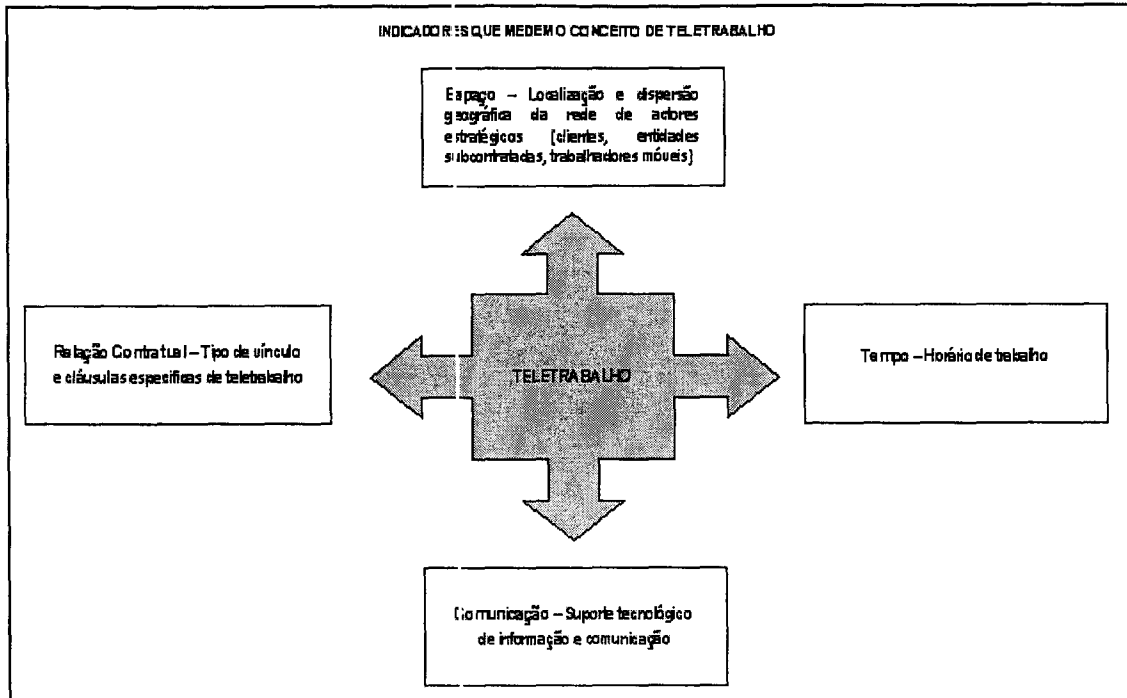 INDICADORES QUE MEDEM O CONCEITO DE TELETRABALHO
Espaço – Localização e dispersão
geográfica da rede de actores
estratégicos (clientes, entidades
subcontratadas, trabalhadores móveis)
Relação Contratual – Tipo de vínculo
e cláusulas específicas de teletrabalho
TELETRABALHO
Tempo – Horário de trabalho
Comunicação – Suporte tecnológico
de informação e comunicação